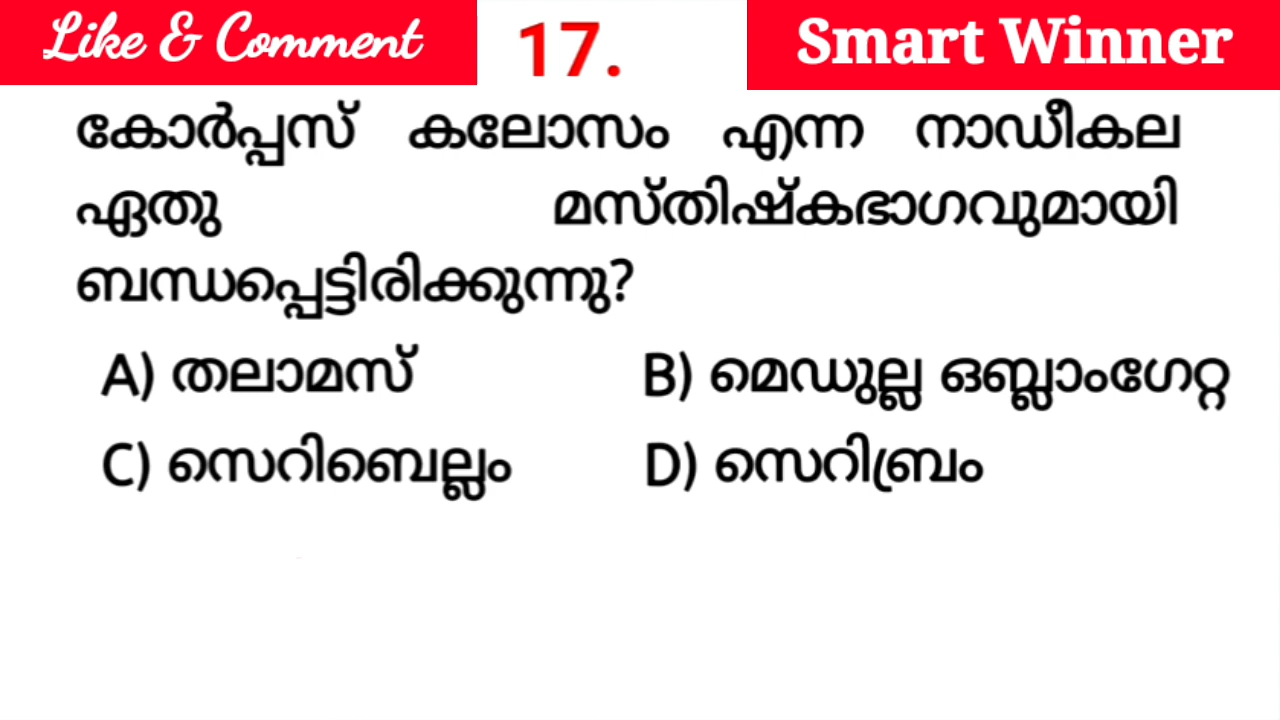 Like & Comment 17. Smart Winner
കോർപ്പസ് കലോസം എന്ന നാഡീകല
ഏതു മസ്തിഷ്കഭാഗവുമായി
ബന്ധപ്പെട്ടിരിക്കുന്നു?
A) തലാമസ് B) മെഡുല്ല ഒബ്ലാംഗേറ്റ
C) സെറിബെല്ലം D) സെറിബ്രം